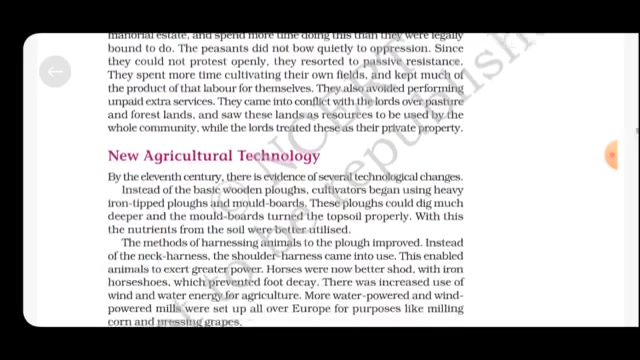 manorial estate, and spend more time doing this than they were legally
bound to do. The peasants did not bow quietly to oppression. Since
they could not protest openly, they resorted to passive resistance.
They spent more time cultivating their own fields, and kept much of
the product of that labour for themselves. They also avoided performing
unpaid extra services. They came into conflict with the lords over pasture
and forest lands, and saw these lands as resources to be used by the
whole community, while the lords treated these as their private property.
New Agricultural Technology
By the eleventh century, there is evidence of several technological changes.
Instead of the basic wooden ploughs, cultivators began using heavy
iron-tipped ploughs and mould-boards. These ploughs could dig much
deeper and the mould-boards turned the topsoil properly. With this
the nutrients from the soil were better utilised.
The methods of harnessing animals to the plough improved. Instead
of the neck-harness, the shoulder-harness came into use. This enabled
animals to exert greater power. Horses were now better shod, with iron
horseshoes, which prevented foot decay. There was increased use of
wind and water energy for agriculture. More water-powered and wind-
powered mills were set up all over Europe for purposes like milling
corn and pressing grapes.
© NCERT
not to be republish